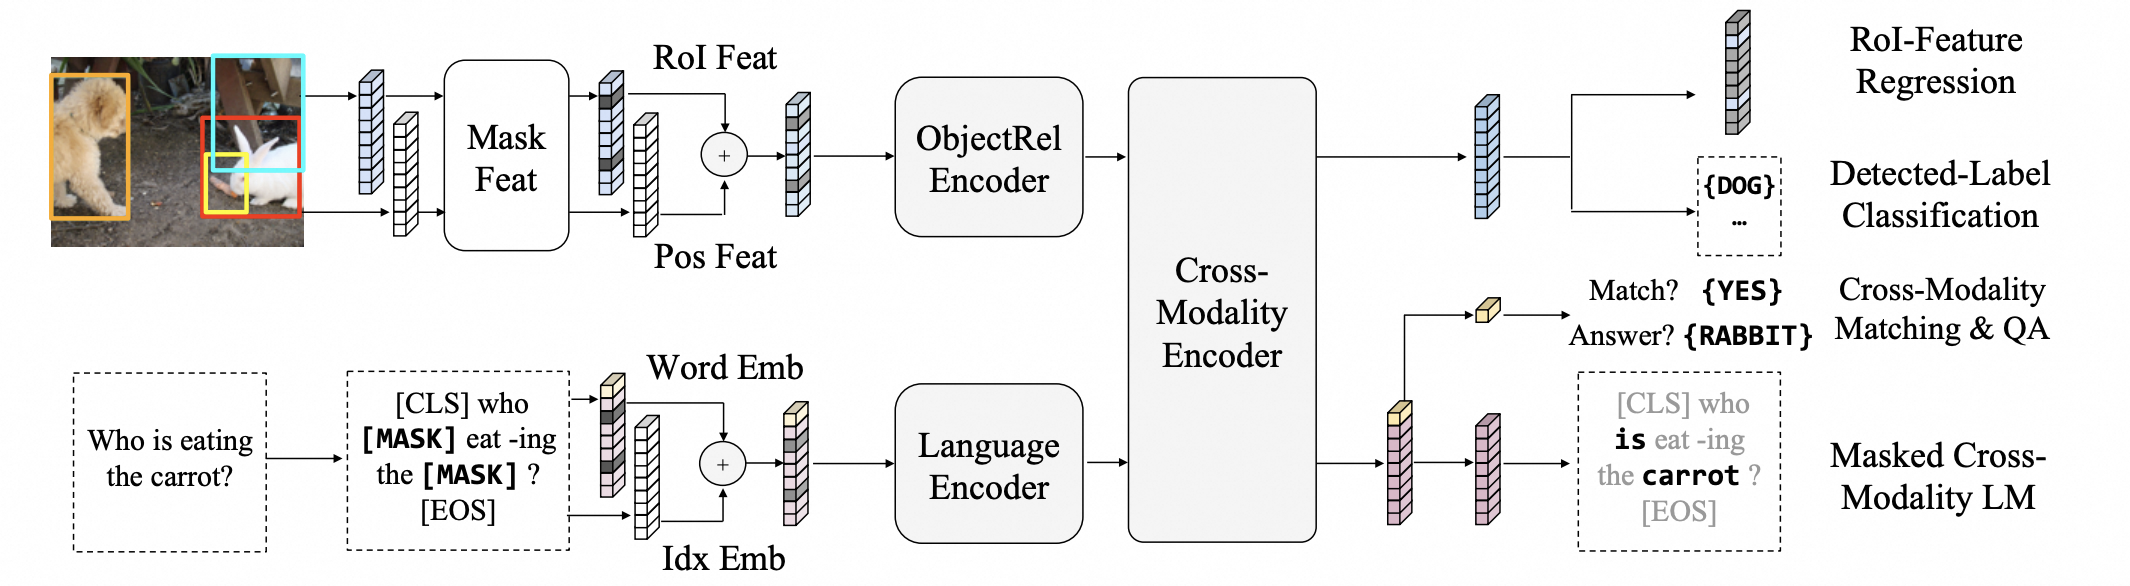 RoI Feat
Mask
Feat
Pos Feat
+
ObjectRel
Encoder
Cross-
Modality
Encoder
RoI-Feature
Regression
{DOG}
…
Detected-Label
Classification
Match? {YES}
Answer? {RABBIT}
Cross-Modality
Matching & QA
Who is eating
the carrot?
[CLS] who
[MASK] eat -ing
the [MASK] ?
[EOS]
Word Emb
+
Idx Emb
Language
Encoder
[CLS] who
is eat -ing
the carrot ?
[EOS]
Masked Cross-
Modality LM